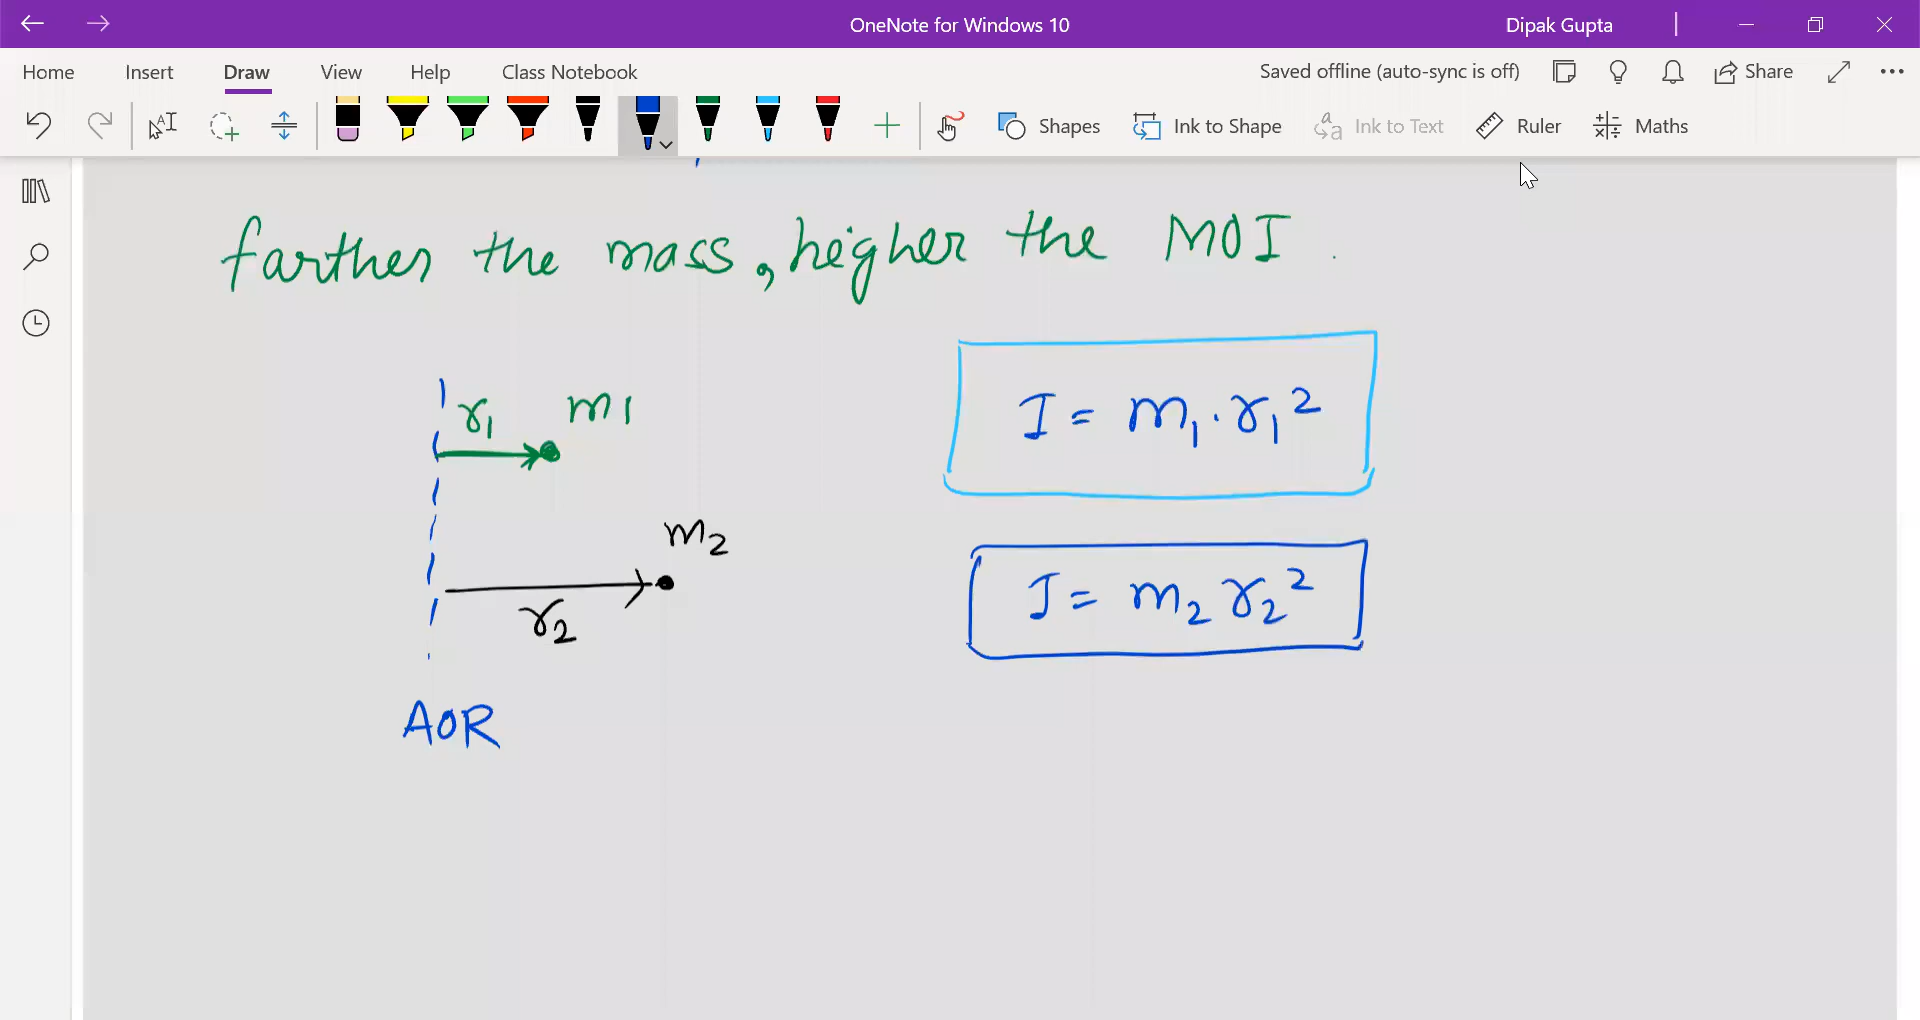 OneNote for Windows 10
Dipak Gupta
Home Insert Draw View Help Class Notebook
Saved offline (auto-sync is off) Share
Shapes Ink to Shape Ink to Text Ruler Maths
farther the mass, heigher the MOI.
r₁ m₁
I = m₁·r₁²
m₂
r₂
I = m₂ r₂²
AOR